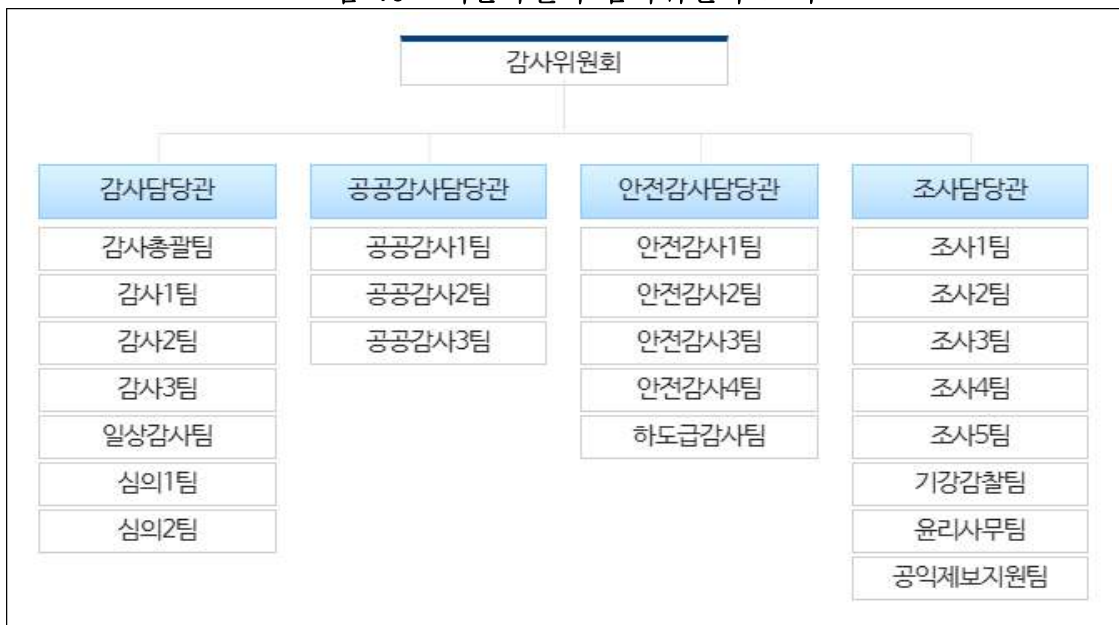 감사위원회
감사담당관
감사총괄팀
감사1팀
감사2팀
감사3팀
일상감사팀
심의1팀
심의2팀
공공감사담당관
공공감사1팀
공공감사2팀
공공감사3팀
안전감사담당관
안전감사1팀
안전감사2팀
안전감사3팀
안전감사4팀
하도급감사팀
조사담당관
조사1팀
조사2팀
조사3팀
조사4팀
조사5팀
기강감찰팀
윤리사무팀
공익제보지원팀